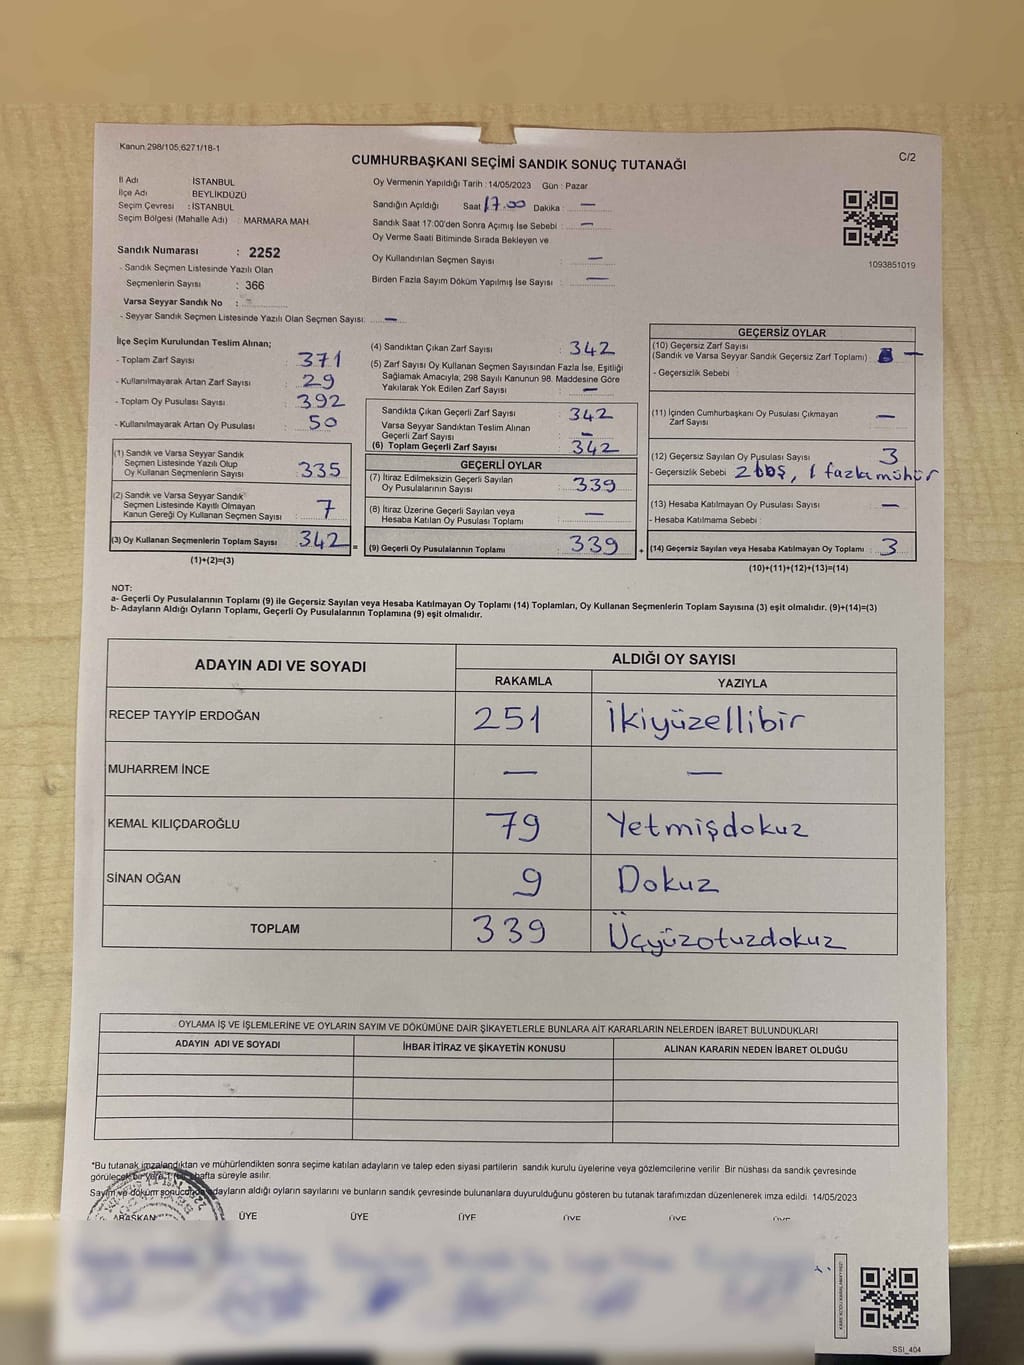 Kanun 298/105;6271/18-1
C/2
CUMHURBAŞKANI SEÇİMİ SANDIK SONUÇ TUTANAĞI
İl Adı : İSTANBUL
İlçe Adı : BEYLİKDÜZÜ
Seçim Çevresi : İSTANBUL
Seçim Bölgesi (Mahalle Adı) : MARMARA MAH.
Sandık Numarası : 2252
- Sandık Seçmen Listesinde Yazılı Olan
Seçmenlerin Sayısı : 366
Varsa Seyyar Sandık No :
- Seyyar Sandık Seçmen Listesinde Yazılı Olan Seçmen Sayısı: —
Oy Vermenin Yapıldığı Tarih : 14/05/2023 Gün : Pazar
Sandığın Açıldığı Saat 17.00 Dakika : —
Sandık Saat 17:00'den Sonra Açımış İse Sebebi : —
Oy Verme Saati Bitiminde Sırada Bekleyen ve
Oy Kullandırılan Seçmen Sayısı —
Birden Fazla Sayım Döküm Yapılmış İse Sayısı : —
1093851019
İlçe Seçim Kurulundan Teslim Alınan;
- Toplam Zarf Sayısı : 371
- Kullanılmayarak Artan Zarf Sayısı : 29
- Toplam Oy Pusulası Sayısı : 392
- Kullanılmayarak Artan Oy Pusulası : 50
(1) Sandık ve Varsa Seyyar Sandık
Seçmen Listesinde Yazılı Olup
Oy Kullanan Seçmenlerin Sayısı : 335
(2) Sandık ve Varsa Seyyar Sandık
Seçmen Listesinde Kayıtlı Olmayan
Kanun Gereği Oy Kullanan Seçmen Sayısı : 7
(3) Oy Kullanan Seçmenlerin Toplam Sayısı : 342 =
(1)+(2)=(3)
(4) Sandıktan Çıkan Zarf Sayısı : 342
(5) Zarf Sayısı Oy Kullanan Seçmen Sayısından Fazla İse, Eşitliği
Sağlamak Amacıyla; 298 Sayılı Kanunun 98. Maddesine Göre
Yakılarak Yok Edilen Zarf Sayısı : —
Sandıkta Çıkan Geçerli Zarf Sayısı : 342
Varsa Seyyar Sandıktan Teslim Alınan
Geçerli Zarf Sayısı : —
(6) Toplam Geçerli Zarf Sayısı : 342
GEÇERLİ OYLAR
(7) İtiraz Edilmeksizin Geçerli Sayılan
Oy Pusulalarının Sayısı : 339
(8) İtiraz Üzerine Geçerli Sayılan veya
Hesaba Katılan Oy Pusulası Toplamı : —
(9) Geçerli Oy Pusulalarının Toplamı : 339 +
GEÇERSİZ OYLAR
(10) Geçersiz Zarf Sayısı
(Sandık ve Varsa Seyyar Sandık Geçersiz Zarf Toplamı) : —
- Geçersizlik Sebebi :
(11) İçinden Cumhurbaşkanı Oy Pusulası Çıkmayan
Zarf Sayısı : —
(12) Geçersiz Sayılan Oy Pusulası Sayısı : 3
- Geçersizlik Sebebi : 2 boş, 1 fazla mühür
(13) Hesaba Katılmayan Oy Pusulası Sayısı : —
- Hesaba Katılmama Sebebi :
(14) Geçersiz Sayılan veya Hesaba Katılmayan Oy Toplamı : 3
(10)+(11)+(12)+(13)=(14)
NOT:
a- Geçerli Oy Pusulalarının Toplamı (9) ile Geçersiz Sayılan veya Hesaba Katılmayan Oy Toplamı (14) Toplamları, Oy Kullanan Seçmenlerin Toplam Sayısına (3) eşit olmalıdır. (9)+(14)=(3)
b- Adayların Aldığı Oyların Toplamı, Geçerli Oy Pusulalarının Toplamına (9) eşit olmalıdır.
ADAYIN ADI VE SOYADI
ALDIĞI OY SAYISI
RAKAMLA YAZIYLA
RECEP TAYYİP ERDOĞAN 251 İkiyüzellibir
MUHARREM İNCE — —
KEMAL KILIÇDAROĞLU 79 Yetmişdokuz
SİNAN OĞAN 9 Dokuz
TOPLAM 339 Üçyüzotuzdokuz
OYLAMA İŞ VE İŞLEMLERİNE VE OYLARIN SAYIM VE DÖKÜMÜNE DAİR ŞİKAYETLERLE BUNLARA AİT KARARLARIN NELERDEN İBARET BULUNDUKLARI
ADAYIN ADI VE SOYADI İHBAR İTİRAZ VE ŞİKAYETİN KONUSU ALINAN KARARIN NEDEN İBARET OLDUĞU
*Bu tutanak imzalandıktan ve mühürlendikten sonra seçime katılan adayların ve talep eden siyasi partilerin sandık kurulu üyelerine veya gözlemcilerine verilir. Bir nüshası da sandık çevresinde
görülecek bir yere 1 (bir) hafta süreyle asılır.
Sayım ve döküm sonucunda adayların aldığı oyların sayılarını ve bunların sandık çevresinde bulunanlara duyurulduğunu gösteren bu tutanak tarafımızdan düzenlenerek imza edildi. 14/05/2023
BAŞKAN ÜYE ÜYE ÜYE ÜYE ÜYE ÜYE
SSI_404